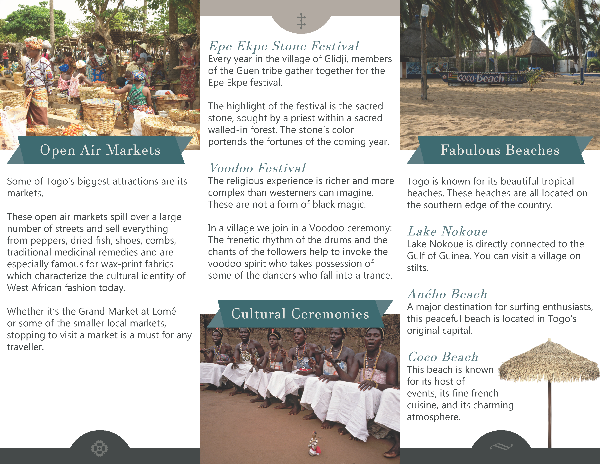 Open Air Markets
Some of Togo's biggest attractions are its
markets.
These open air markets spill over a large
number of streets and sell everything
from peppers, dried fish, shoes, combs,
traditional medicinal remedies and are
especially famous for wax-print fabrics
which characterize the cultural identity of
West African fashion today.
Whether it's the Grand Market at Lomé
or some of the smaller local markets,
stopping to visit a market is a must for any
traveller.
Epe Ekpe Stone Festival
Every year in the village of Glidji, members
of the Guen tribe gather together for the
Epe Ekpe festival.
The highlight of the festival is the sacred
stone, sought by a priest within a sacred
walled-in forest. The stone's color
portends the fortunes of the coming year.
Voodoo Festival
The religious experience is richer and more
complex than westerners can imagine.
These are not a form of black magic.
In a village we join in a Voodoo ceremony.
The frenetic rhythm of the drums and the
chants of the followers help to invoke the
voodoo spirit who takes possession of
some of the dancers who fall into a trance.
Cultural Ceremonies
Coco Beach
Fabulous Beaches
Togo is known for its beautiful tropical
beaches. These beaches are all located on
the southern edge of the country.
Lake Nokoue
Lake Nokoue is directly connected to the
Gulf of Guinea. You can visit a village on
stilts.
Aného Beach
A major destination for surfing enthusiasts,
this peaceful beach is located in Togo's
original capital.
Coco Beach
This beach is known
for its host of
events, its fine french
cuisine, and its charming
atmosphere.